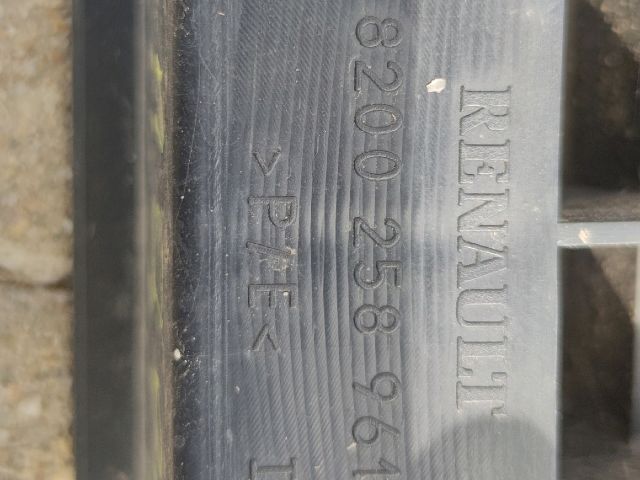 RENAULT
8200 258 961
>P/E< I